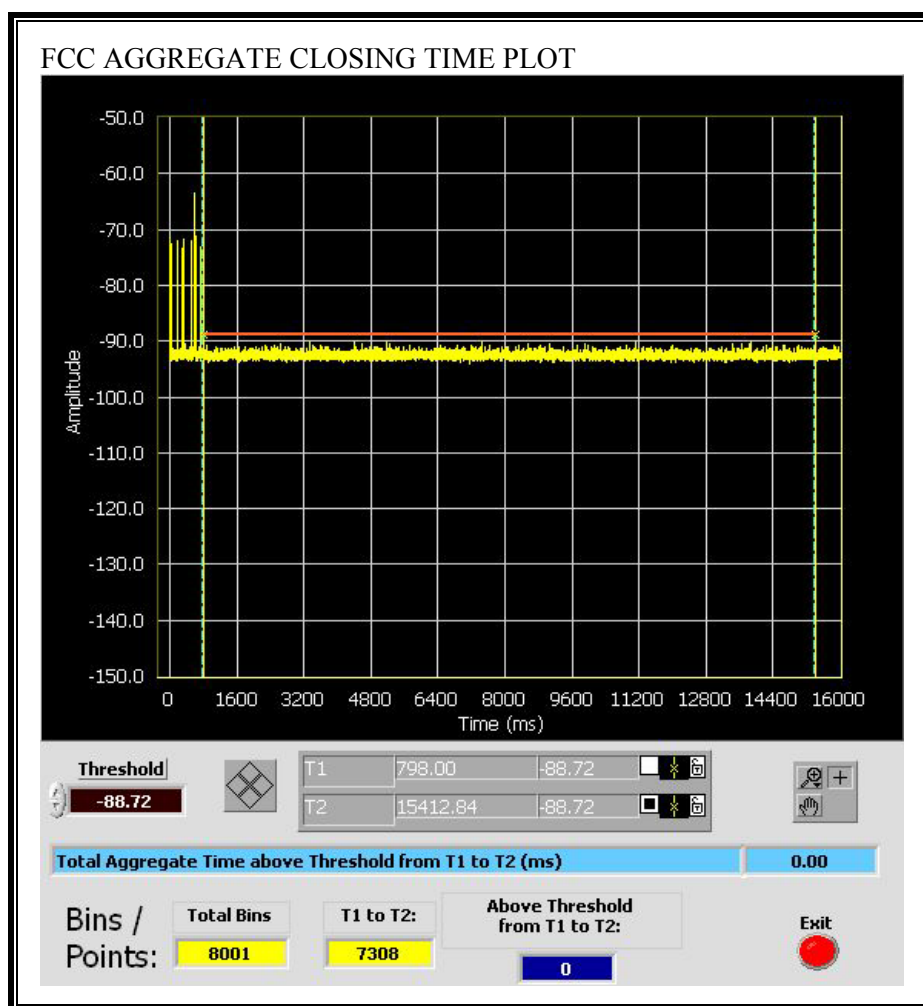 FCC AGGREGATE CLOSING TIME PLOT
-50.0
-60.0
-70.0
-80.0
-90.0
-100.0
-110.0
-120.0
-130.0
-140.0
-150.0
Amplitude
0 1600 3200 4800 6400 8000 9600 11200 12800 14400 16000
Time (ms)
Threshold
-88.72
T1 798.00 -88.72
T2 15412.84 -88.72
Total Aggregate Time above Threshold from T1 to T2 (ms) 0.00
Bins /
Points:
Total Bins
8001
T1 to T2:
7308
Above Threshold
from T1 to T2:
0
Exit